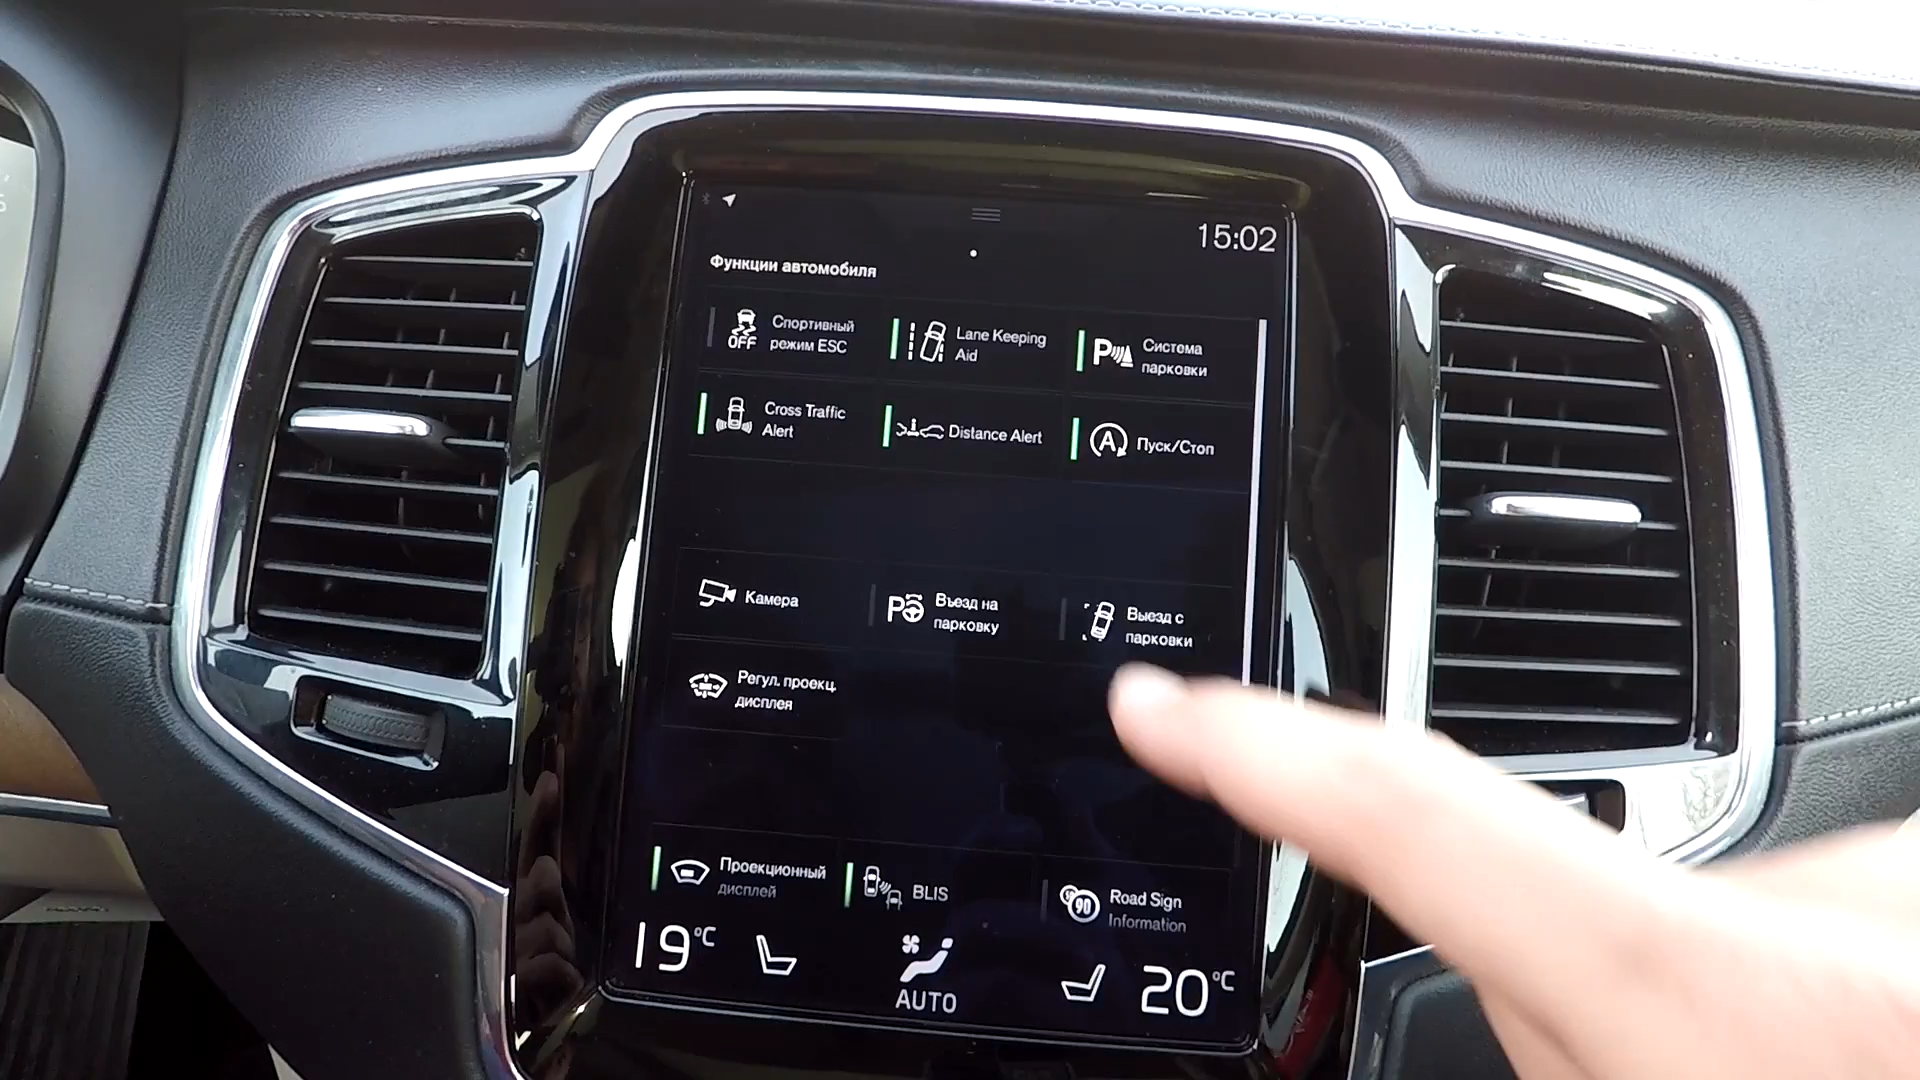 15:02
Функции автомобиля
OFF
Спортивный
режим ESC
Lane Keeping
Aid
P
Система
парковки
Cross Traffic
Alert
Distance Alert
A
Пуск/Стоп
Камера
P
Въезд на
парковку
Выезд с
парковки
Регул. проекц.
дисплея
Проекционный
дисплей
BLIS
90
Road Sign
Information
19°C
AUTO
20°C